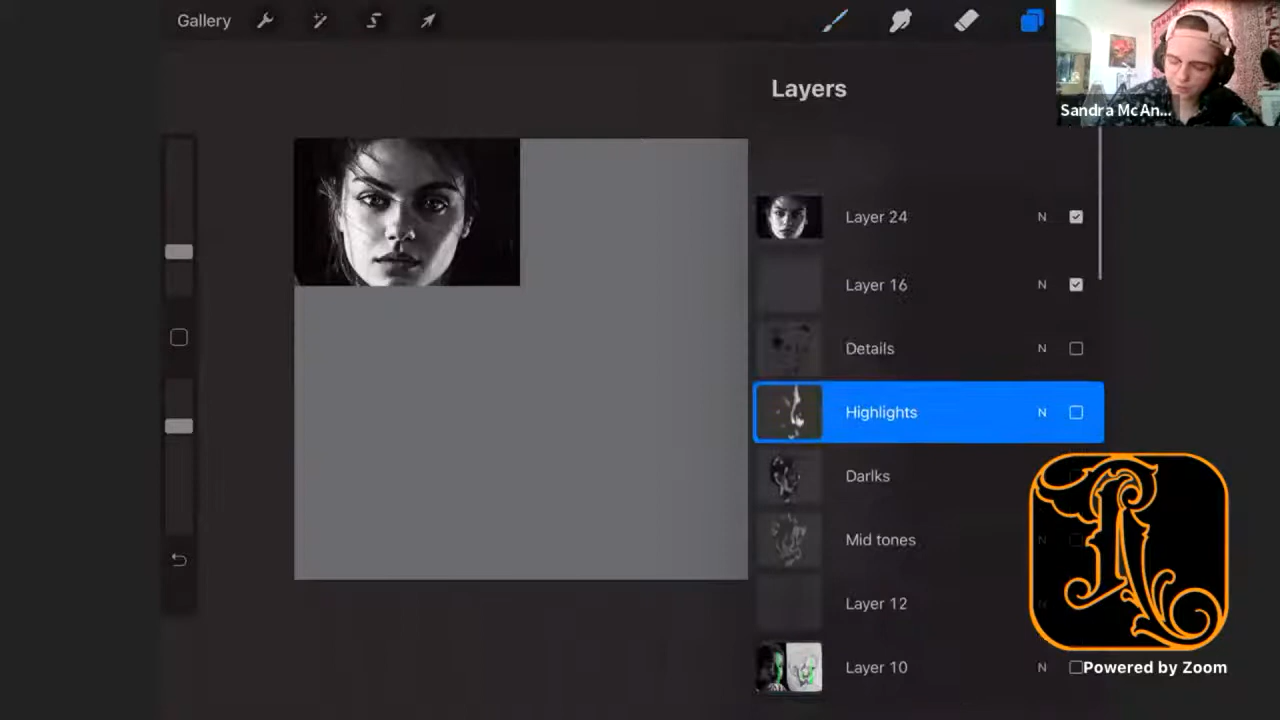 Gallery
Layers
Sandra McAn...
Layer 24 N
Layer 16 N
Details N
Highlights N
Darlks
Mid tones N
Layer 12 N
Layer 10 N
Powered by Zoom